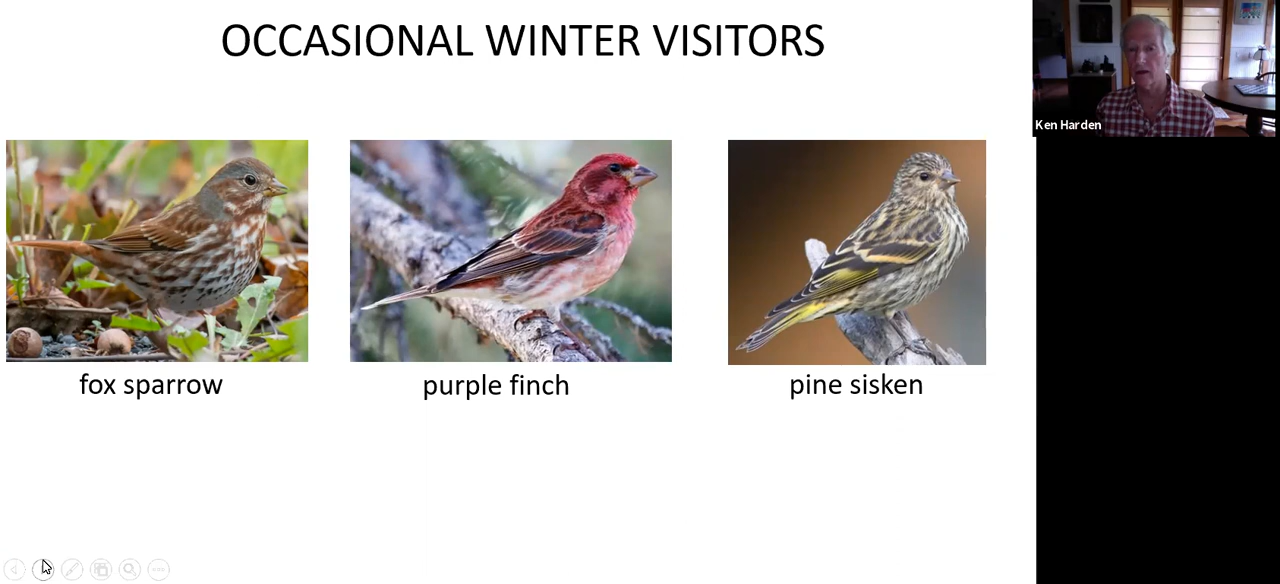 OCCASIONAL WINTER VISITORS
Ken Harden
fox sparrow
purple finch
pine sisken